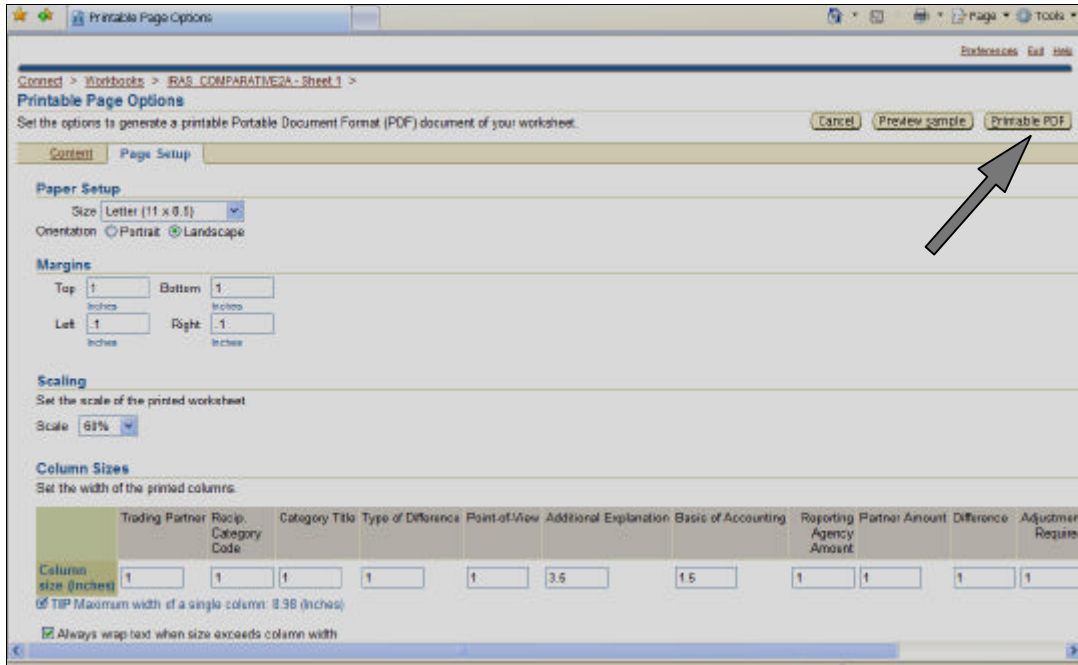 Printable Page Options
Page Tools
Preferences Exit Help
Connect > Workbooks > IRAS_COMPARATIVE2A - Sheet 1 >
Printable Page Options
Set the options to generate a printable Portable Document Format (PDF) document of your worksheet.
Cancel Preview sample Printable PDF
Content Page Setup
Paper Setup
Size Letter (11 x 8.5)
Orientation Portrait Landscape
Margins
Top 1 Bottom 1
Inches Inches
Left .1 Right .1
Inches Inches
Scaling
Set the scale of the printed worksheet
Scale 60%
Column Sizes
Set the width of the printed columns.
Trading Partner Recip. Category Title Type of Difference Point-of-View Additional Explanation Basis of Accounting Reporting Partner Amount Difference Adjustmen
Category Agency Require
Code Amount
Column
size (Inches) 1 1 1 1 1 3.5 1.5 1 1 1 1
TIP Maximum width of a single column: 8.98 (Inches)
Always wrap text when size exceeds column width